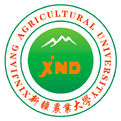 XINJIANG AGRICULTURAL UNIVERSITY
XND
新疆農業大學